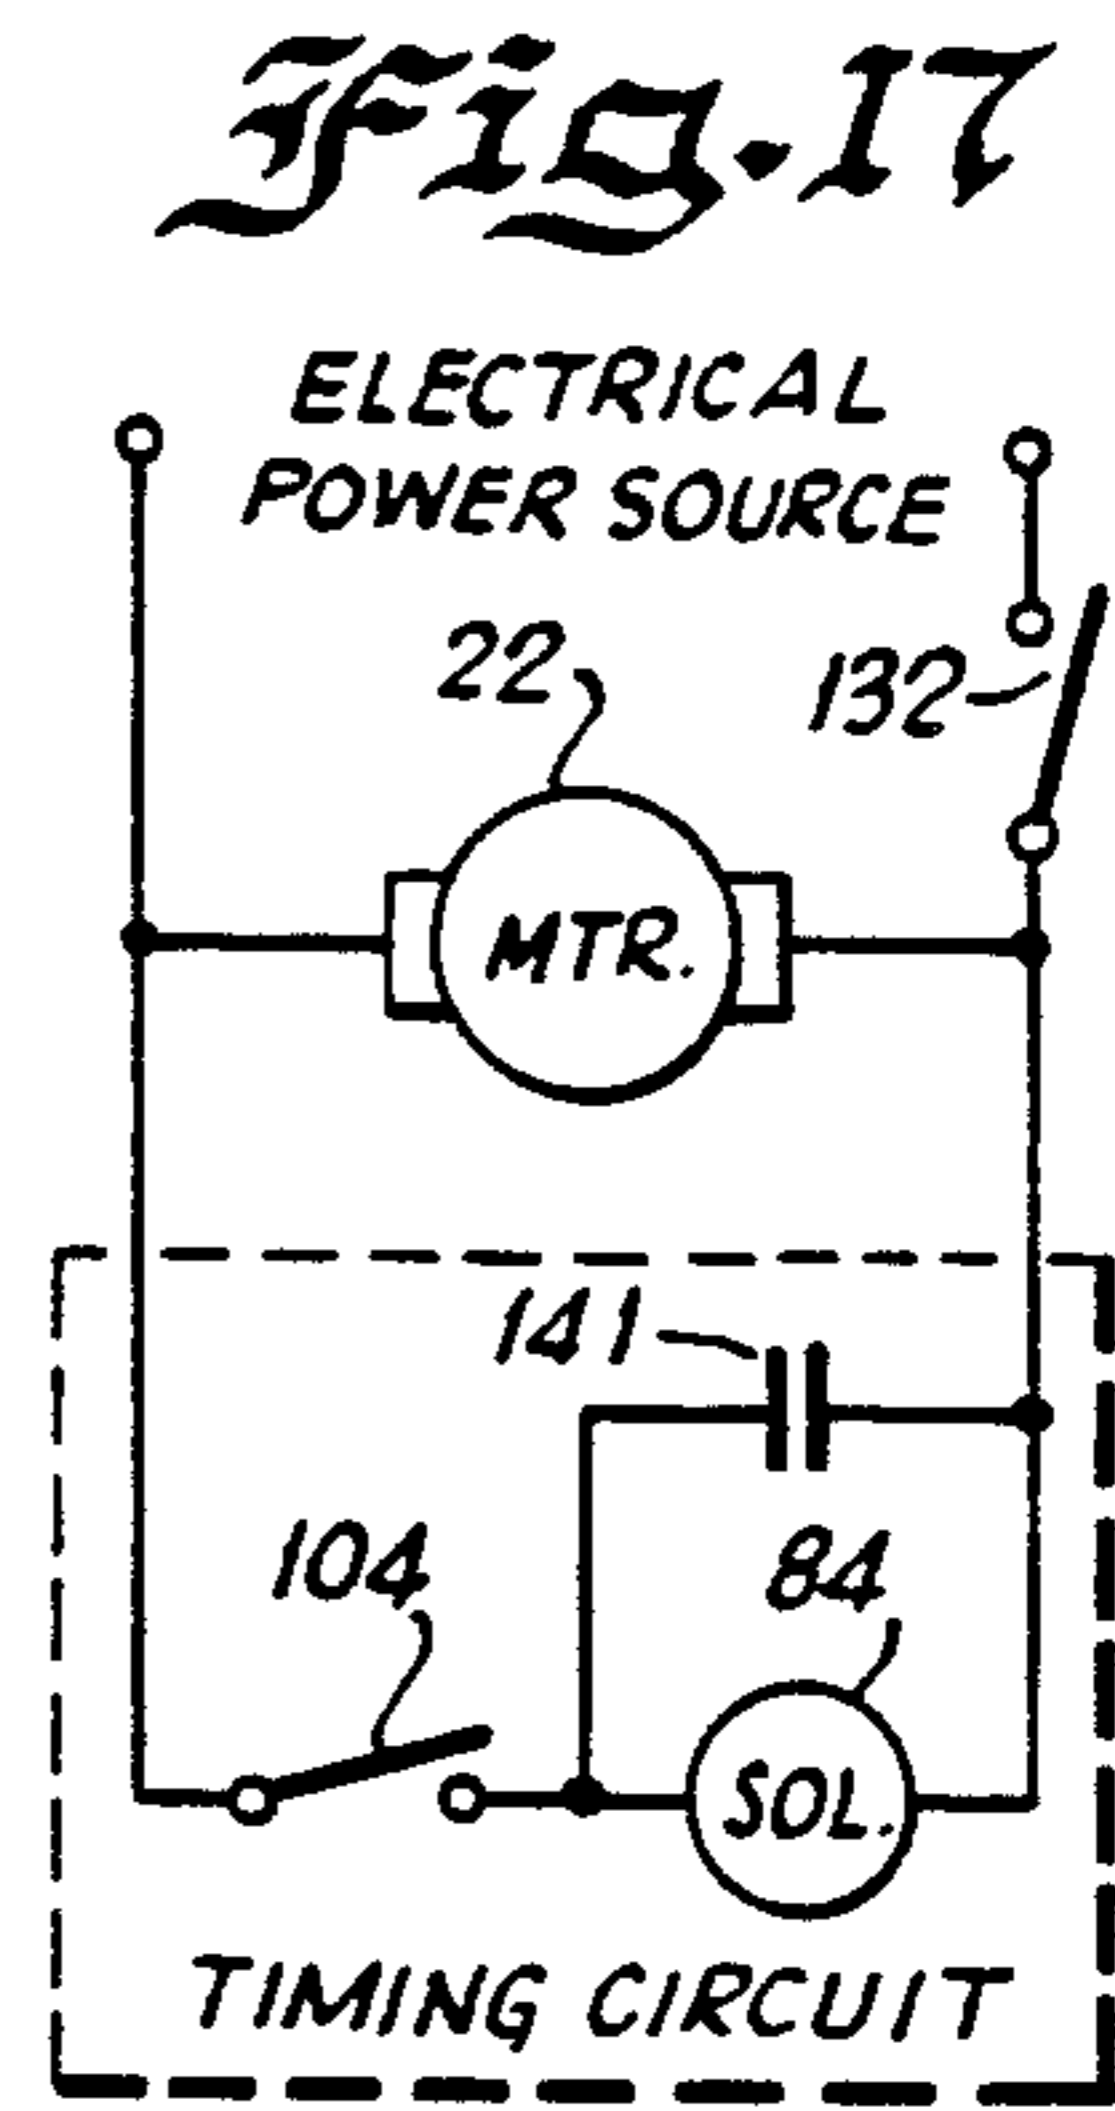 Fig. 17
ELECTRICAL
POWER SOURCE
22
132
MTR.
141
104
84
SOL.
TIMING CIRCUIT